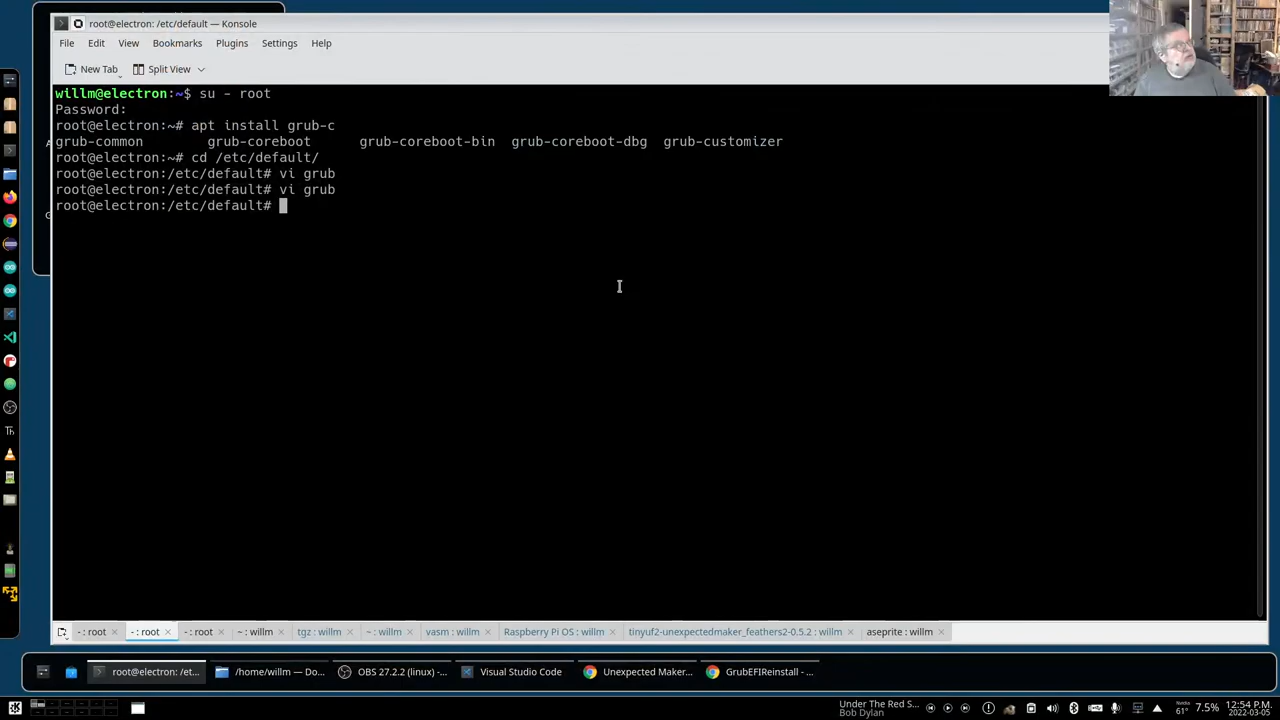 root@electron: /etc/default — Konsole
File Edit View Bookmarks Plugins Settings Help
New Tab Split View
willm@electron:~$ su - root
Password:
root@electron:~# apt install grub-c
grub-common grub-coreboot grub-coreboot-bin grub-coreboot-dbg grub-customizer
root@electron:~# cd /etc/default/
root@electron:/etc/default# vi grub
root@electron:/etc/default# vi grub
root@electron:/etc/default#
- : root - : root - : root ~ : willm tgz : willm ~ : willm vasm : willm Raspberry Pi OS : willm tinyuf2-unexpectedmaker_feathers2-0.5.2 : willm aseprite : willm
root@electron: /et... /home/willm — Do... OBS 27.2.2 (linux) -... Visual Studio Code Unexpected Maker... GrubEFIReinstall - ...
Under The Red S...
Bob Dylan
61° 7.5% 12:54 P.M.
2022-03-05